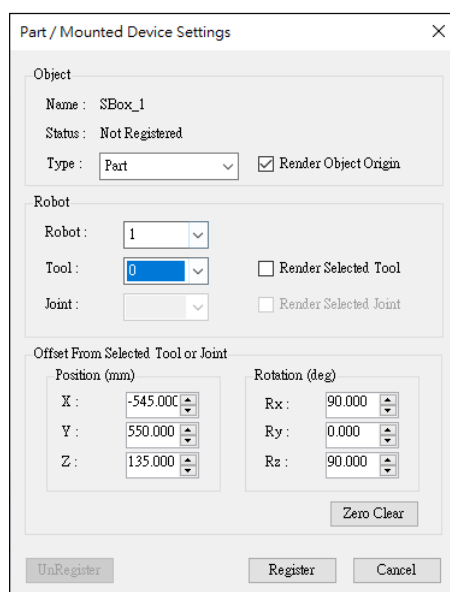 Part / Mounted Device Settings
Object
Name : SBox_1
Status : Not Registered
Type : Part Render Object Origin
Robot
Robot : 1
Tool : 0 Render Selected Tool
Joint : Render Selected Joint
Offset From Selected Tool or Joint
Position (mm) Rotation (deg)
X : -545.000 Rx : 90.000
Y : 550.000 Ry : 0.000
Z : 135.000 Rz : 90.000
Zero Clear
UnRegister Register Cancel